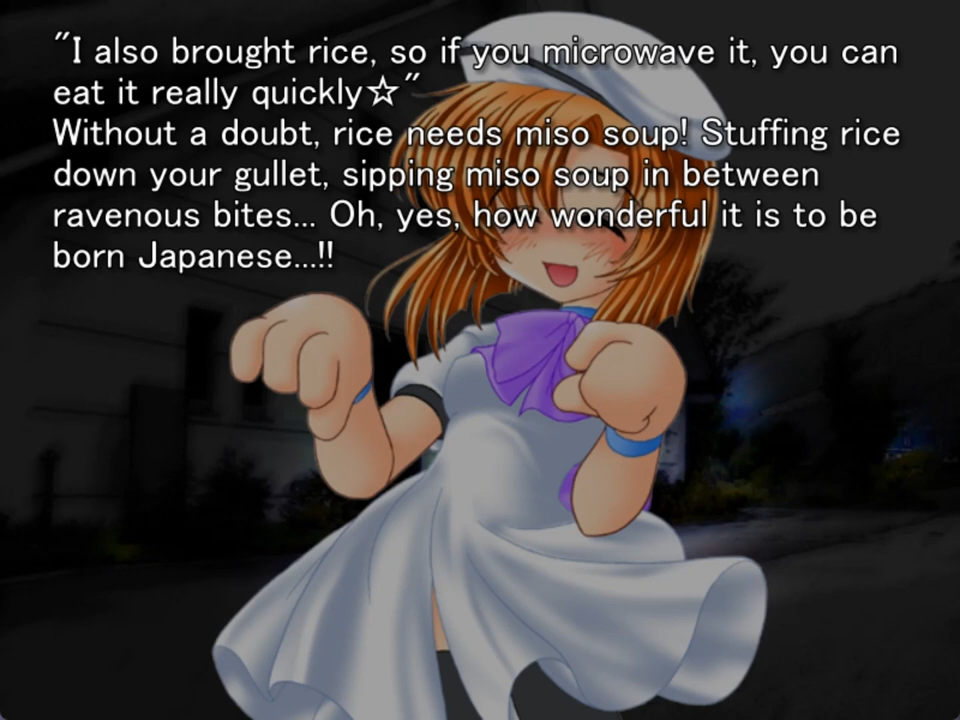 "I also brought rice, so if you microwave it, you can
eat it really quickly☆"
Without a doubt, rice needs miso soup! Stuffing rice
down your gullet, sipping miso soup in between
ravenous bites... Oh, yes, how wonderful it is to be
born Japanese...!!